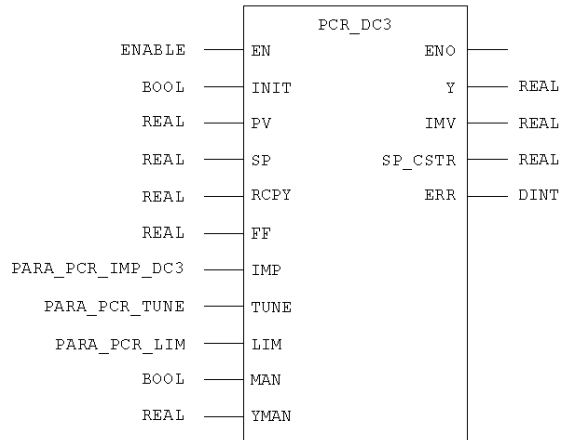 PCR_DC3
ENABLE EN ENO
BOOL INIT Y REAL
REAL PV IMV REAL
REAL SP SP_CSTR REAL
REAL RCPY ERR DINT
REAL FF
PARA_PCR_IMP_DC3 IMP
PARA_PCR_TUNE TUNE
PARA_PCR_LIM LIM
BOOL MAN
REAL YMAN